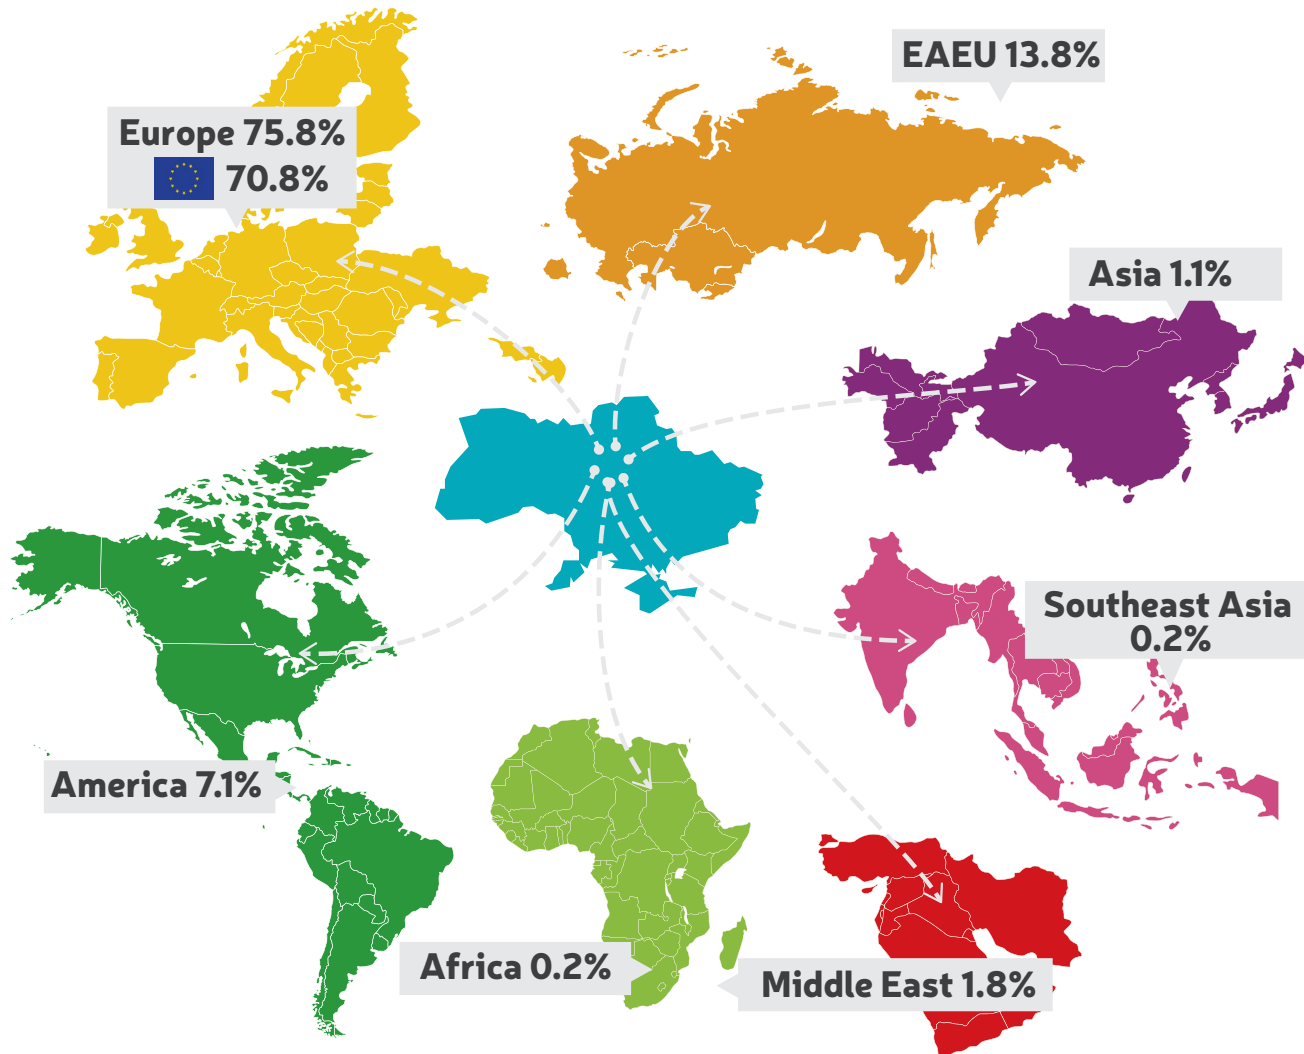 EAEU 13.8%
Europe 75.8%
70.8%
Asia 1.1%
Southeast Asia
0.2%
America 7.1%
Africa 0.2%
Middle East 1.8%